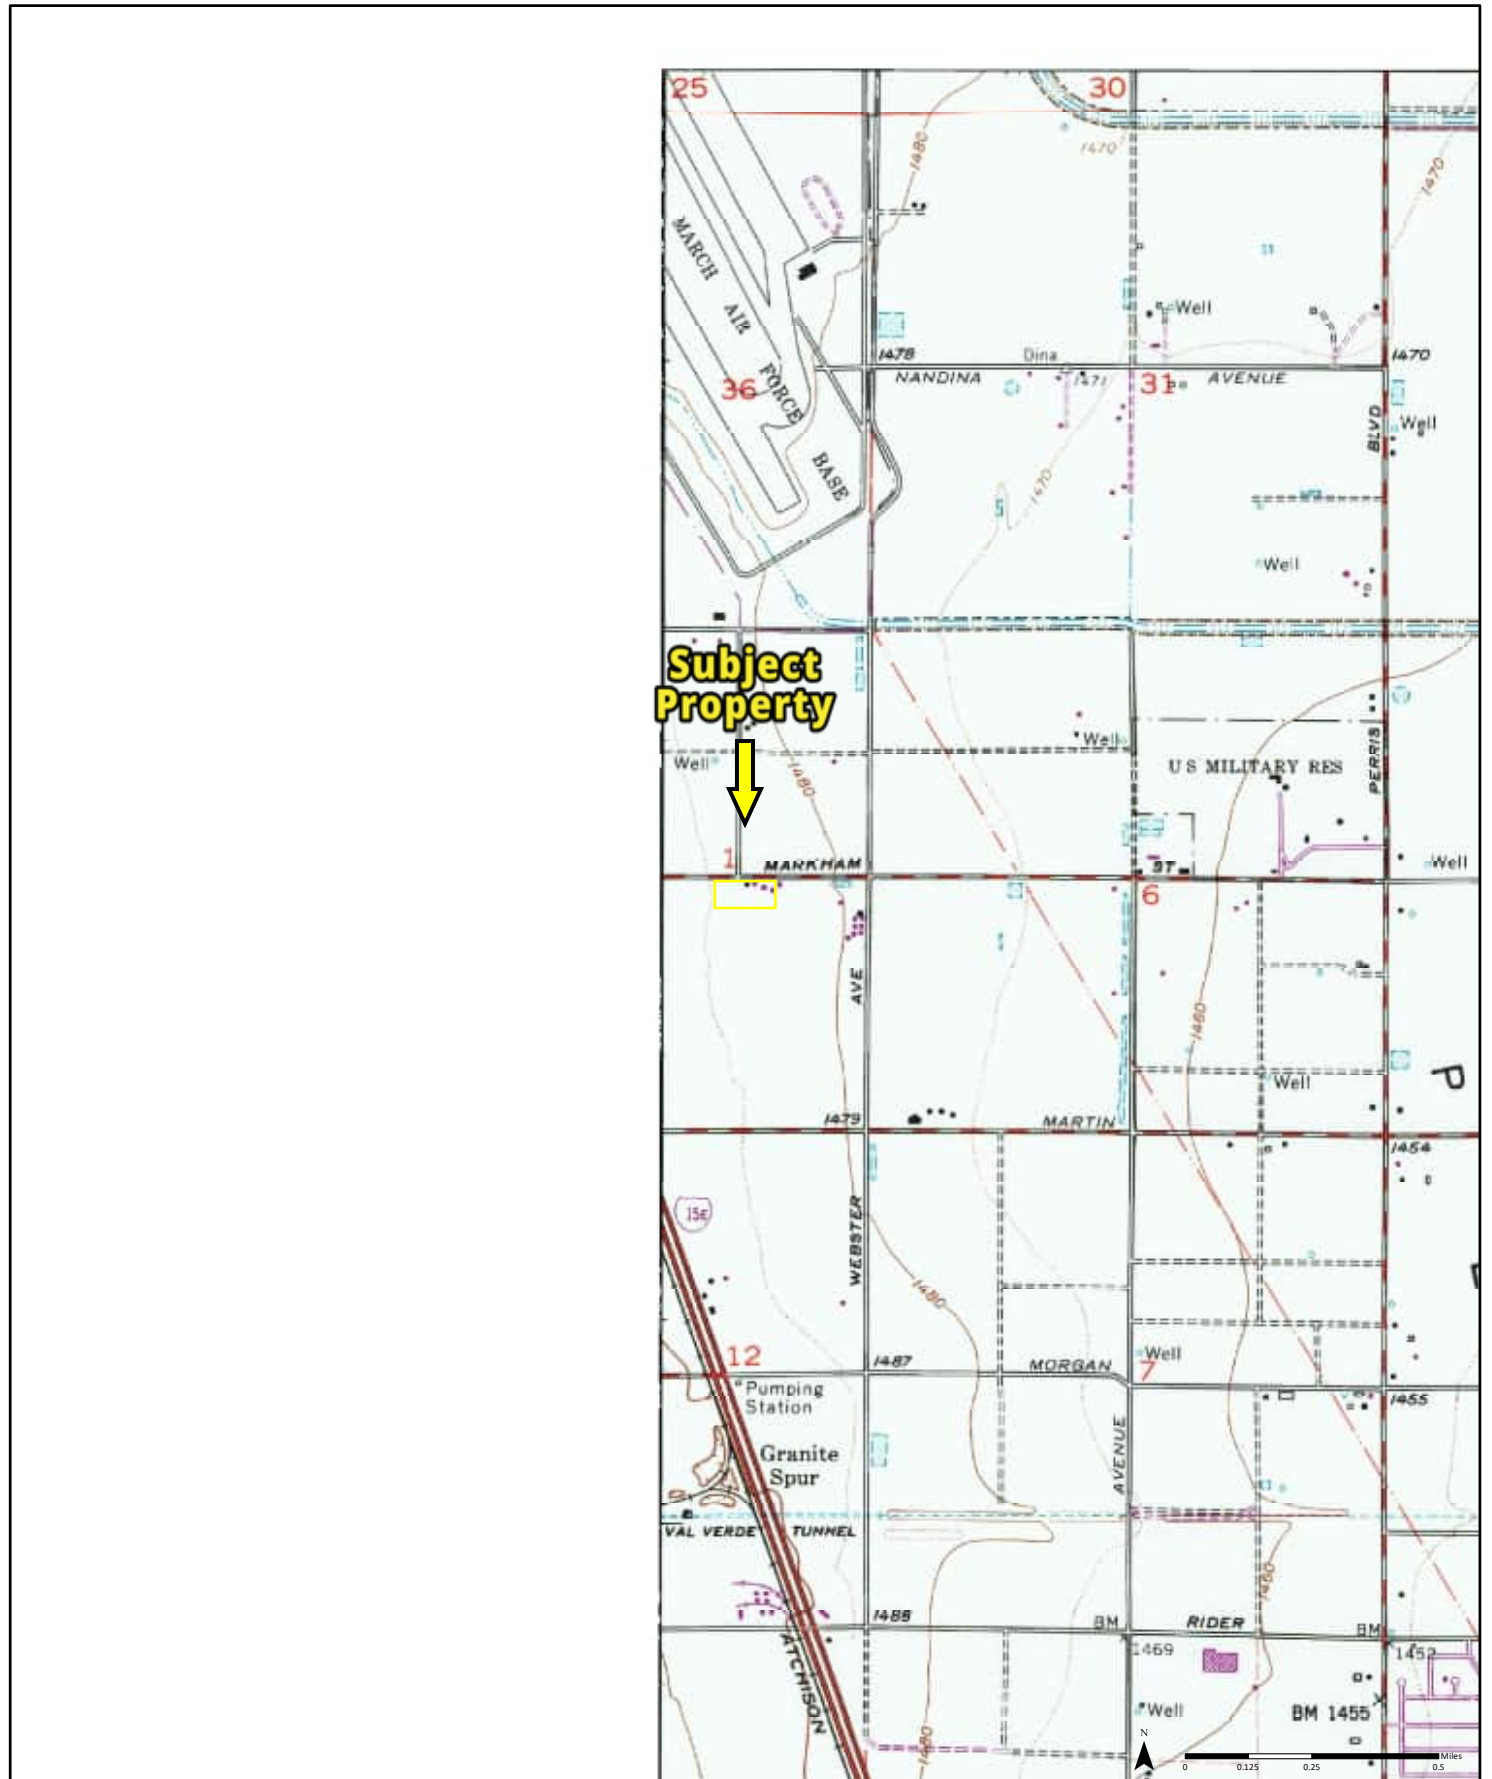 25
30
1480
1470
1470
MARCH
AIR
FORCE
BASE
Well
1478
Dina
1470
NANDINA
1471
AVENUE
36
31
BLVD
Well
1470
Well
Subject
Property
Well
Well
1480
U S MILITARY RES
PERRIS
1
MARKHAM
ST
Well
6
AVE
1460
P
Well
1479
MARTIN
1454
15E
WEBSTER
1480
12
1487
MORGAN
Well
7
Pumping
Station
1455
Granite
Spur
AVENUE
VAL VERDE TUNNEL
1460
1488
BM
RIDER
BM
1469
1452
ATCHISON
Well
BM 1455
1480
N
Miles
0
0.125
0.25
0.5